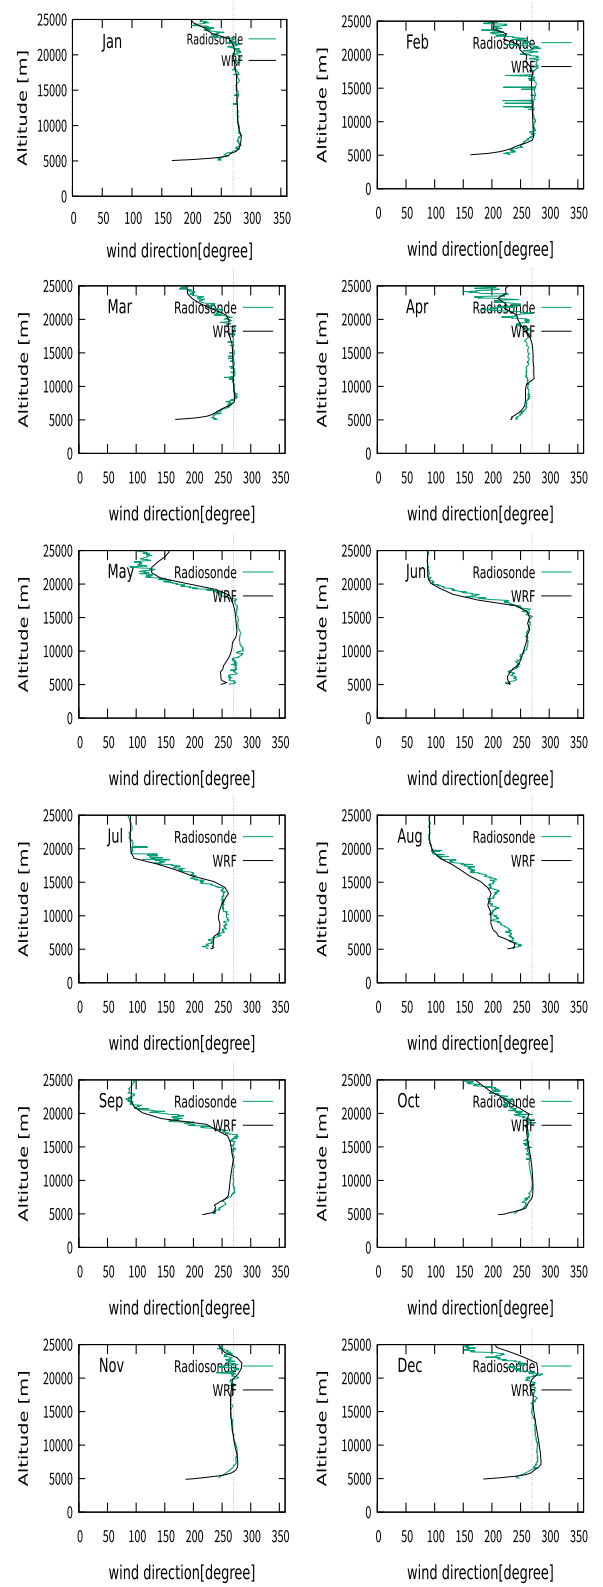 Jan
Radiosonde
WRF
Altitude [m]
25000
20000
15000
10000
5000
0
0 50 100 150 200 250 300 350
wind direction[degree]
Feb
Radiosonde
WRF
Altitude [m]
25000
20000
15000
10000
5000
0
0 50 100 150 200 250 300 350
wind direction[degree]
Mar
Radiosonde
WRF
Altitude [m]
25000
20000
15000
10000
5000
0
0 50 100 150 200 250 300 350
wind direction[degree]
Apr
Radiosonde
WRF
Altitude [m]
25000
20000
15000
10000
5000
0
0 50 100 150 200 250 300 350
wind direction[degree]
May
Radiosonde
WRF
Altitude [m]
25000
20000
15000
10000
5000
0
0 50 100 150 200 250 300 350
wind direction[degree]
Jun
Radiosonde
WRF
Altitude [m]
25000
20000
15000
10000
5000
0
0 50 100 150 200 250 300 350
wind direction[degree]
Jul
Radiosonde
WRF
Altitude [m]
25000
20000
15000
10000
5000
0
0 50 100 150 200 250 300 350
wind direction[degree]
Aug
Radiosonde
WRF
Altitude [m]
25000
20000
15000
10000
5000
0
0 50 100 150 200 250 300 350
wind direction[degree]
Sep
Radiosonde
WRF
Altitude [m]
25000
20000
15000
10000
5000
0
0 50 100 150 200 250 300 350
wind direction[degree]
Oct
Radiosonde
WRF
Altitude [m]
25000
20000
15000
10000
5000
0
0 50 100 150 200 250 300 350
wind direction[degree]
Nov
Radiosonde
WRF
Altitude [m]
25000
20000
15000
10000
5000
0
0 50 100 150 200 250 300 350
wind direction[degree]
Dec
Radiosonde
WRF
Altitude [m]
25000
20000
15000
10000
5000
0
0 50 100 150 200 250 300 350
wind direction[degree]